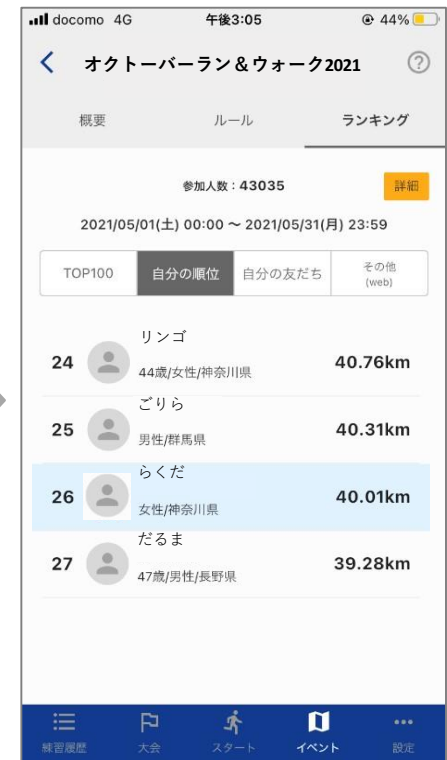 docomo 4G 午後3:05 44%
オクトーバーラン＆ウォーク2021 ?
概要 ルール ランキング
参加人数：43035 詳細
2021/05/01(土) 00:00 ～ 2021/05/31(月) 23:59
TOP100 自分の順位 自分の友だち その他
(web)
リンゴ
24 40.76km
44歳/女性/神奈川県
ごりら
25 40.31km
男性/群馬県
らくだ
26 40.01km
女性/神奈川県
だるま
27 39.28km
47歳/男性/長野県
練習履歴 大会 スタート イベント 設定